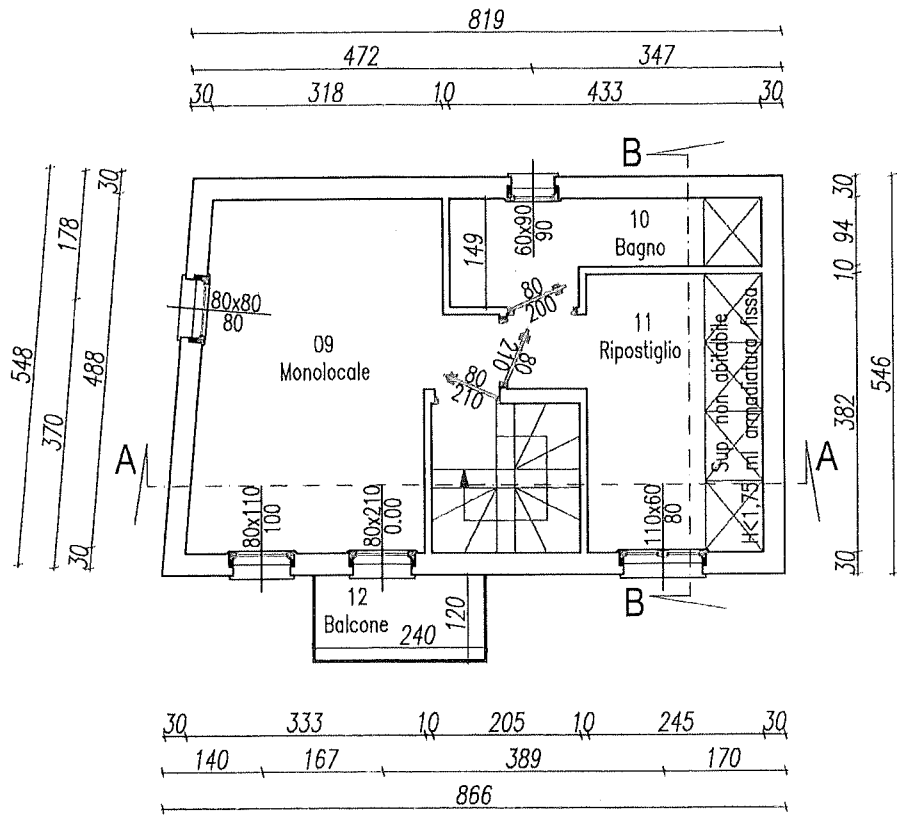 819
472 347
30 318 10 433 30
B
548
178
370
30
488
30
149
60x90
90
10
Bagno
30
94
10
382
30
546
80
200
80x80
80
09
Monolocale
11
Ripostiglio
80
210
80
210
Sup. non abitabile
H<1,75 ml armadiatura fissa
A A
80x110
100
80x210
0.00
110x60
80
B
12
Balcone
120
240
30 333 10 205 10 245 30
140 167 389 170
866